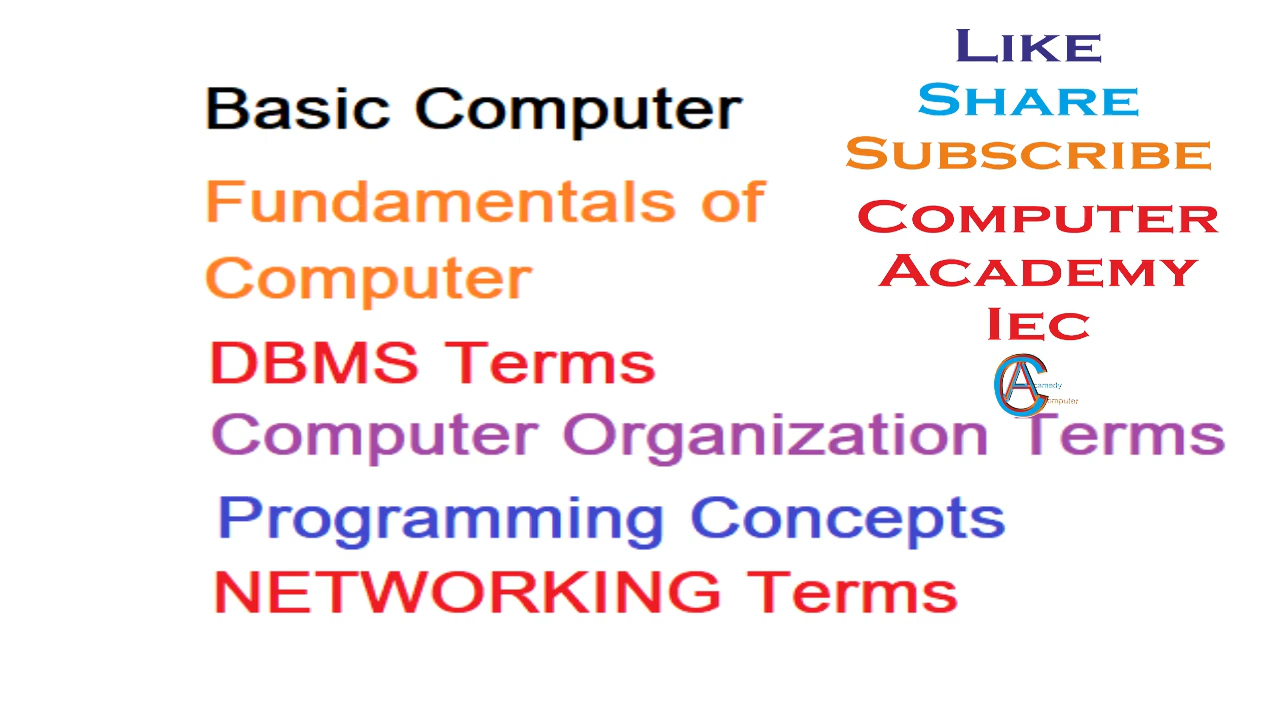 Basic Computer
Fundamentals of
Computer
DBMS Terms
Computer Organization Terms
Programming Concepts
NETWORKING Terms
LIKE
SHARE
SUBSCRIBE
COMPUTER
ACADEMY
IEC